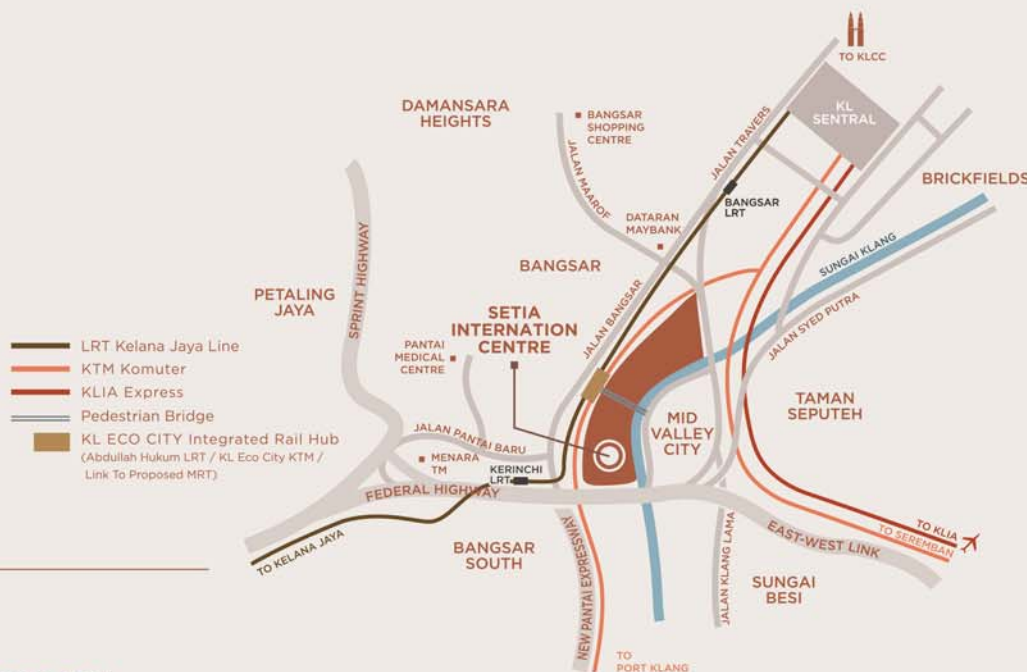 TO KLCC
KL
SENTRAL
DAMANSARA
HEIGHTS
BANGSAR
SHOPPING
CENTRE
JALAN TRAVERS
JALAN MAAROF
BRICKFIELDS
BANGSAR
LRT
DATARAN
MAYBANK
SUNGAI KLANG
SPRINT HIGHWAY
BANGSAR
PETALING
JAYA
SETIA
INTERNATION
CENTRE
JALAN BANGSAR
JALAN SYED PUTRA
PANTAI
MEDICAL
CENTRE
LRT Kelana Jaya Line
KTM Komuter
KLIA Express
Pedestrian Bridge
KL ECO CITY Integrated Rail Hub
(Abdullah Hukum LRT / KL Eco City KTM /
Link To Proposed MRT)
TAMAN
SEPUTEH
MID
VALLEY
CITY
JALAN PANTAI BARU
MENARA
TM
KERINCHI
LRT
FEDERAL HIGHWAY
TO KELANA JAYA
BANGSAR
SOUTH
NEW PANTAI EXPRESSWAY
JALAN KLANG LAMA
EAST-WEST LINK
TO KLIA
TO SEREMBAN
SUNGAI
BESI
TO
PORT KLANG